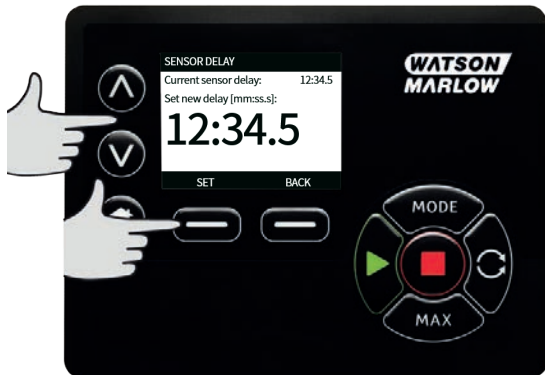 SENSOR DELAY
Current sensor delay: 12:34.5
Set new delay [mm:ss.s]:
12:34.5
SET BACK
WATSON
MARLOW
MODE
MAX